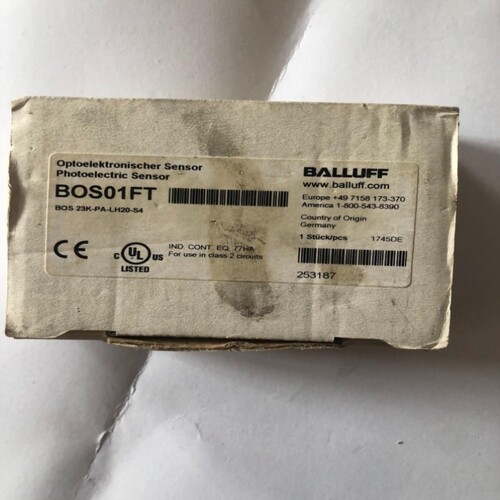 Optoelektronischer Sensor
Photoelectric Sensor
BOS01FT
BOS 23K-PA-LH20-S4
BALLUFF
www.balluff.com
Europe +49 7158 173-370
America 1-800-543-8390
Country of Origin
Germany
1 Stück/pcs 1745DE
253187
CE
C UL US
LISTED
IND. CONT. EQ. 77HA
For use in class 2 circuits